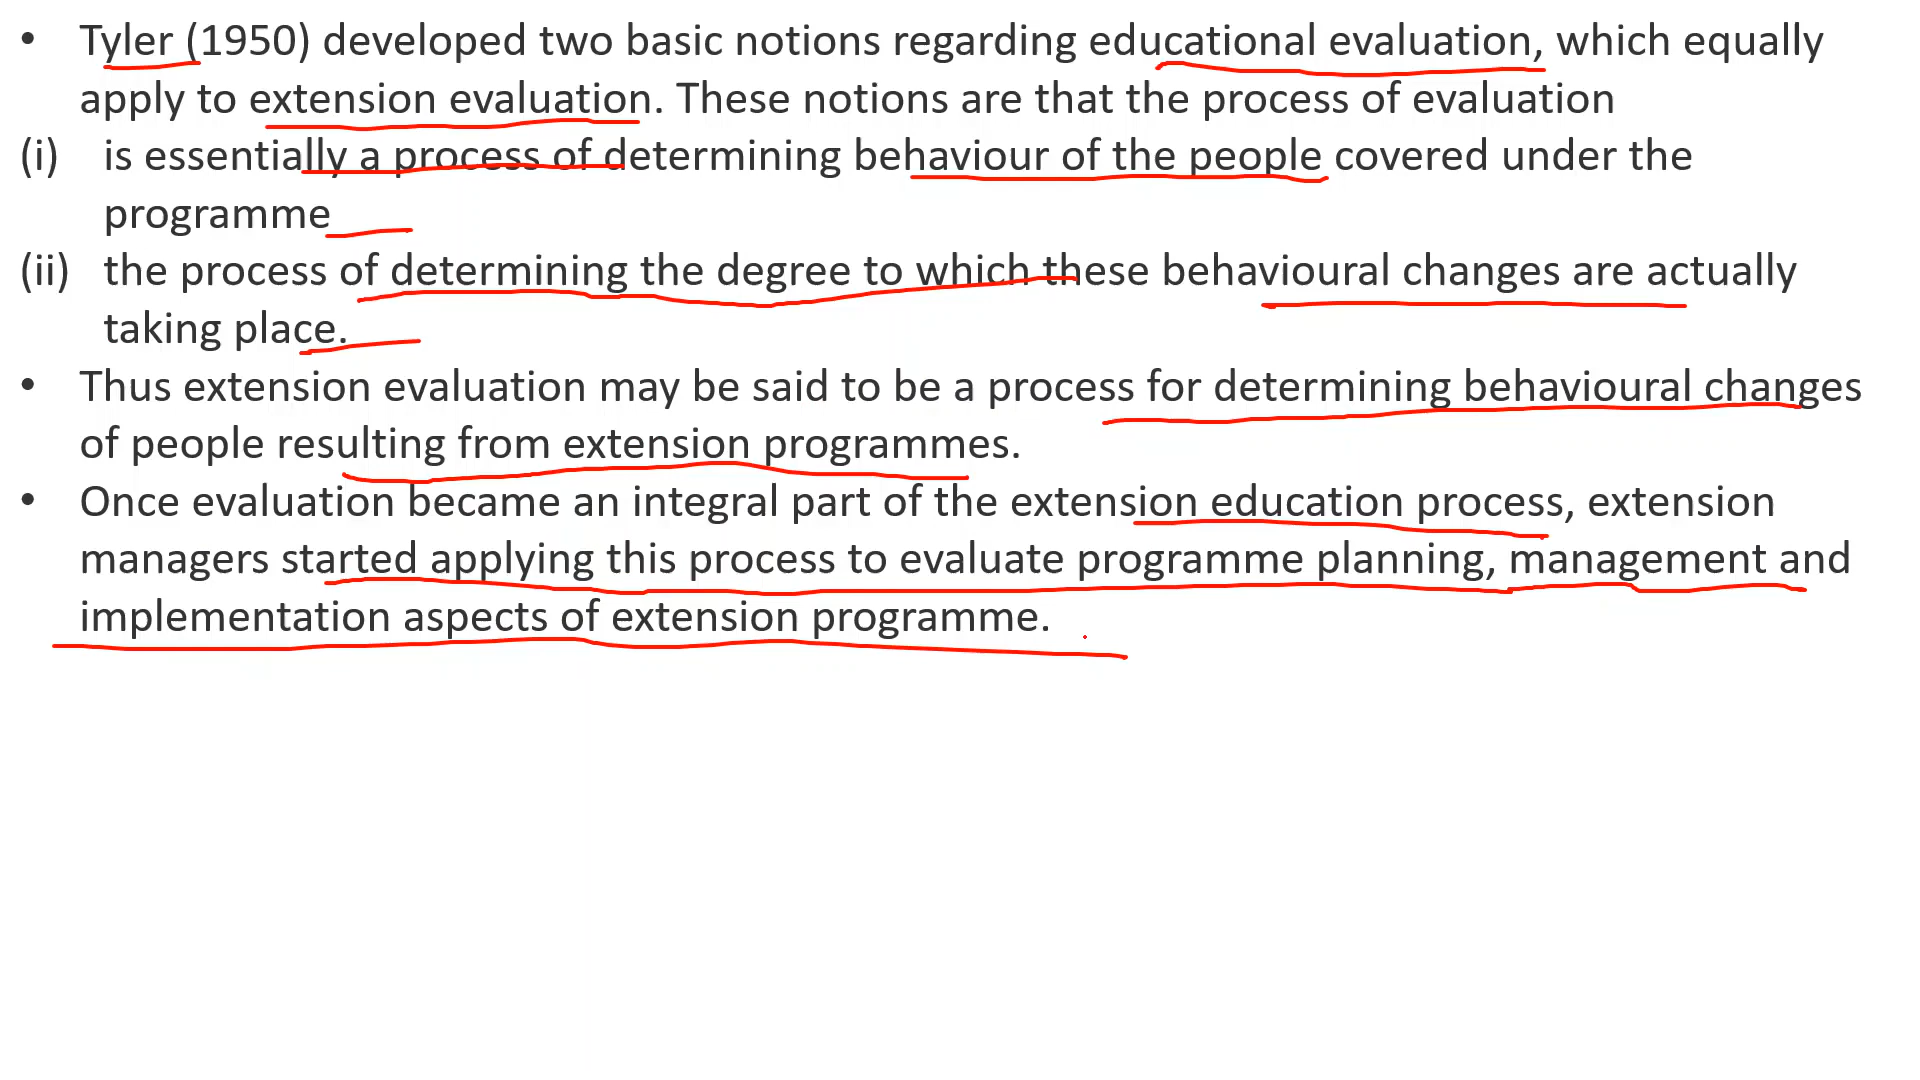 • Tyler (1950) developed two basic notions regarding educational evaluation, which equally
apply to extension evaluation. These notions are that the process of evaluation
(i) is essentially a process of determining behaviour of the people covered under the
programme
(ii) the process of determining the degree to which these behavioural changes are actually
taking place.
• Thus extension evaluation may be said to be a process for determining behavioural changes
of people resulting from extension programmes.
• Once evaluation became an integral part of the extension education process, extension
managers started applying this process to evaluate programme planning, management and
implementation aspects of extension programme.